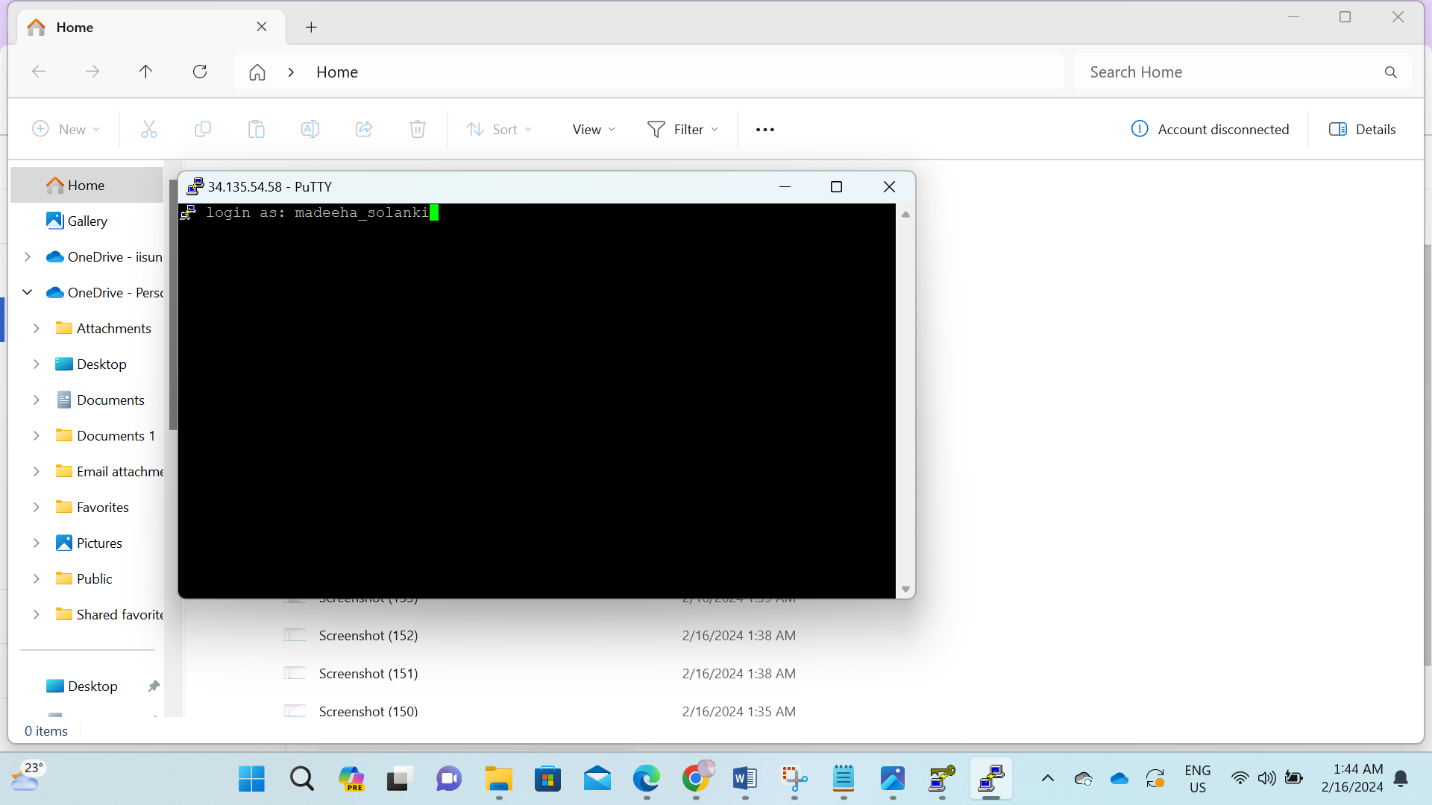 Home
Home
Search Home
New
Sort
View
Filter
Account disconnected
Details
Home
Gallery
OneDrive - iisun
OneDrive - Perso
Attachments
Desktop
Documents
Documents 1
Email attachme
Favorites
Pictures
Public
Shared favorite
Desktop
34.135.54.58 - PuTTY
login as: madeeha_solanki
Screenshot (152) 2/16/2024 1:38 AM
Screenshot (151) 2/16/2024 1:38 AM
Screenshot (150) 2/16/2024 1:35 AM
0 items
23°
PRE
ENG
US
1:44 AM
2/16/2024